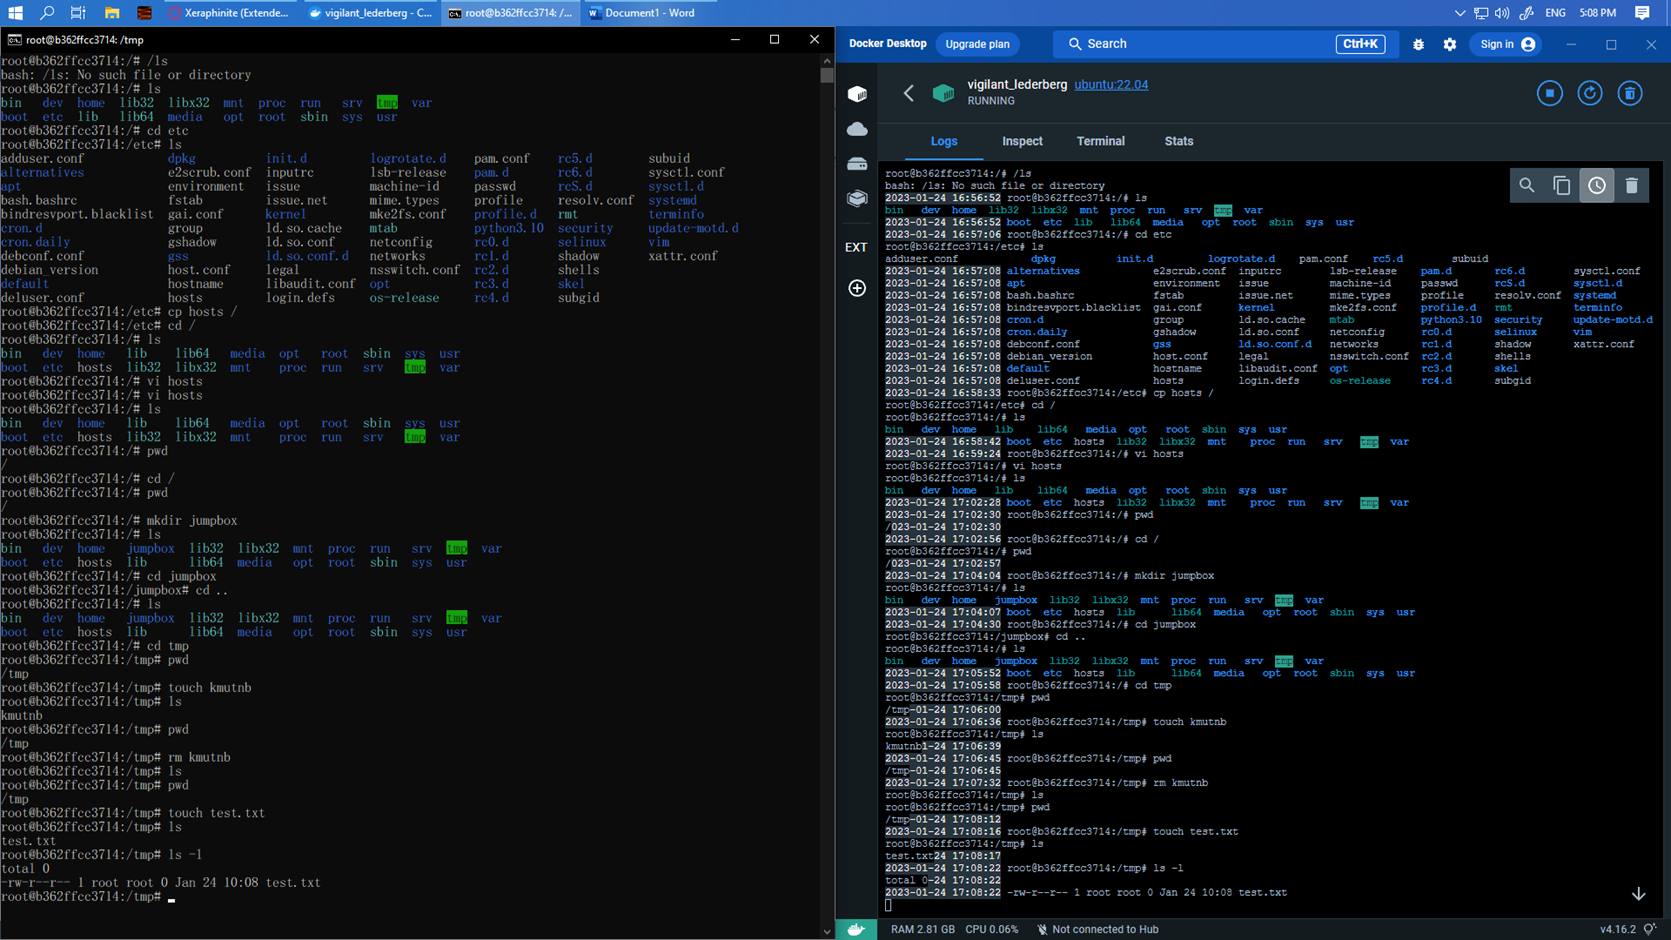 Xeraphinite (Extende...
vigilant_lederberg - C...
root@b362ffcc3714: /...
Document1 - Word
ENG
5:08 PM
root@b362ffcc3714: /tmp
root@b362ffcc3714:/# /ls
bash: /ls: No such file or directory
root@b362ffcc3714:/# ls
bin dev home lib32 libx32 mnt proc run srv tmp var
boot etc lib lib64 media opt root sbin sys usr
root@b362ffcc3714:/# cd etc
root@b362ffcc3714:/etc# ls
adduser.conf dpkg init.d logrotate.d pam.conf rc5.d subuid
alternatives e2scrub.conf inputrc lsb-release pam.d rc6.d sysctl.conf
apt environment issue machine-id passwd rcS.d sysctl.d
bash.bashrc fstab issue.net mime.types profile resolv.conf systemd
bindresvport.blacklist gai.conf kernel mke2fs.conf profile.d rmt terminfo
cron.d group ld.so.cache mtab python3.10 security update-motd.d
cron.daily gshadow ld.so.conf netconfig rc0.d selinux vim
debconf.conf gss ld.so.conf.d networks rc1.d shadow xattr.conf
debian_version host.conf legal nsswitch.conf rc2.d shells
default hostname libaudit.conf opt rc3.d skel
deluser.conf hosts login.defs os-release rc4.d subgid
root@b362ffcc3714:/etc# cp hosts /
root@b362ffcc3714:/etc# cd /
root@b362ffcc3714:/# ls
bin dev home lib lib64 media opt root sbin sys usr
boot etc hosts lib32 libx32 mnt proc run srv tmp var
root@b362ffcc3714:/# vi hosts
root@b362ffcc3714:/# vi hosts
root@b362ffcc3714:/# ls
bin dev home lib lib64 media opt root sbin sys usr
boot etc hosts lib32 libx32 mnt proc run srv tmp var
root@b362ffcc3714:/# pwd
/
root@b362ffcc3714:/# cd /
root@b362ffcc3714:/# pwd
/
root@b362ffcc3714:/# mkdir jumpbox
root@b362ffcc3714:/# ls
bin dev home jumpbox lib32 libx32 mnt proc run srv tmp var
boot etc hosts lib lib64 media opt root sbin sys usr
root@b362ffcc3714:/# cd jumpbox
root@b362ffcc3714:/jumpbox# cd ..
root@b362ffcc3714:/# ls
bin dev home jumpbox lib32 libx32 mnt proc run srv tmp var
boot etc hosts lib lib64 media opt root sbin sys usr
root@b362ffcc3714:/# cd tmp
root@b362ffcc3714:/tmp# pwd
/tmp
root@b362ffcc3714:/tmp# touch kmutnb
root@b362ffcc3714:/tmp# ls
kmutnb
root@b362ffcc3714:/tmp# pwd
/tmp
root@b362ffcc3714:/tmp# rm kmutnb
root@b362ffcc3714:/tmp# ls
root@b362ffcc3714:/tmp# pwd
/tmp
root@b362ffcc3714:/tmp# touch test.txt
root@b362ffcc3714:/tmp# ls
test.txt
root@b362ffcc3714:/tmp# ls -l
total 0
-rw-r--r-- 1 root root 0 Jan 24 10:08 test.txt
root@b362ffcc3714:/tmp#
Docker Desktop
Upgrade plan
Search
Ctrl+K
Sign in
EXT
vigilant_lederberg ubuntu:22.04
RUNNING
Logs
Inspect
Terminal
Stats
root@b362ffcc3714:/# /ls
bash: /ls: No such file or directory
2023-01-24 16:56:52 root@b362ffcc3714:/# ls
bin dev home lib32 libx32 mnt proc run srv tmp var
2023-01-24 16:56:52 boot etc lib lib64 media opt root sbin sys usr
2023-01-24 16:57:06 root@b362ffcc3714:/# cd etc
root@b362ffcc3714:/etc# ls
adduser.conf dpkg init.d logrotate.d pam.conf rc5.d subuid
2023-01-24 16:57:08 alternatives e2scrub.conf inputrc lsb-release pam.d rc6.d sysctl.conf
2023-01-24 16:57:08 apt environment issue machine-id passwd rcS.d sysctl.d
2023-01-24 16:57:08 bash.bashrc fstab issue.net mime.types profile resolv.conf systemd
2023-01-24 16:57:08 bindresvport.blacklist gai.conf kernel mke2fs.conf profile.d rmt terminfo
2023-01-24 16:57:08 cron.d group ld.so.cache mtab python3.10 security update-motd.d
2023-01-24 16:57:08 cron.daily gshadow ld.so.conf netconfig rc0.d selinux vim
2023-01-24 16:57:08 debconf.conf gss ld.so.conf.d networks rc1.d shadow xattr.conf
2023-01-24 16:57:08 debian_version host.conf legal nsswitch.conf rc2.d shells
2023-01-24 16:57:08 default hostname libaudit.conf opt rc3.d skel
2023-01-24 16:57:08 deluser.conf hosts login.defs os-release rc4.d subgid
2023-01-24 16:58:33 root@b362ffcc3714:/etc# cp hosts /
root@b362ffcc3714:/etc# cd /
root@b362ffcc3714:/# ls
bin dev home lib lib64 media opt root sbin sys usr
2023-01-24 16:58:42 boot etc hosts lib32 libx32 mnt proc run srv tmp var
2023-01-24 16:59:24 root@b362ffcc3714:/# vi hosts
root@b362ffcc3714:/# vi hosts
root@b362ffcc3714:/# ls
bin dev home lib lib64 media opt root sbin sys usr
2023-01-24 17:02:28 boot etc hosts lib32 libx32 mnt proc run srv tmp var
2023-01-24 17:02:30 root@b362ffcc3714:/# pwd
/023-01-24 17:02:30
2023-01-24 17:02:56 root@b362ffcc3714:/# cd /
root@b362ffcc3714:/# pwd
/023-01-24 17:02:57
2023-01-24 17:04:04 root@b362ffcc3714:/# mkdir jumpbox
root@b362ffcc3714:/# ls
bin dev home jumpbox lib32 libx32 mnt proc run srv tmp var
2023-01-24 17:04:07 boot etc hosts lib lib64 media opt root sbin sys usr
2023-01-24 17:04:30 root@b362ffcc3714:/# cd jumpbox
root@b362ffcc3714:/jumpbox# cd ..
root@b362ffcc3714:/# ls
bin dev home jumpbox lib32 libx32 mnt proc run srv tmp var
2023-01-24 17:05:52 boot etc hosts lib lib64 media opt root sbin sys usr
2023-01-24 17:05:58 root@b362ffcc3714:/# cd tmp
root@b362ffcc3714:/tmp# pwd
/tmp-01-24 17:06:00
2023-01-24 17:06:36 root@b362ffcc3714:/tmp# touch kmutnb
root@b362ffcc3714:/tmp# ls
kmutnb1-24 17:06:39
2023-01-24 17:06:45 root@b362ffcc3714:/tmp# pwd
/tmp-01-24 17:06:45
2023-01-24 17:07:32 root@b362ffcc3714:/tmp# rm kmutnb
root@b362ffcc3714:/tmp# ls
root@b362ffcc3714:/tmp# pwd
/tmp-01-24 17:08:12
2023-01-24 17:08:16 root@b362ffcc3714:/tmp# touch test.txt
root@b362ffcc3714:/tmp# ls
test.txt24 17:08:17
2023-01-24 17:08:22 root@b362ffcc3714:/tmp# ls -l
total 0-24 17:08:22
2023-01-24 17:08:22 -rw-r--r-- 1 root root 0 Jan 24 10:08 test.txt
RAM 2.81 GB CPU 0.06% Not connected to Hub
v4.16.2